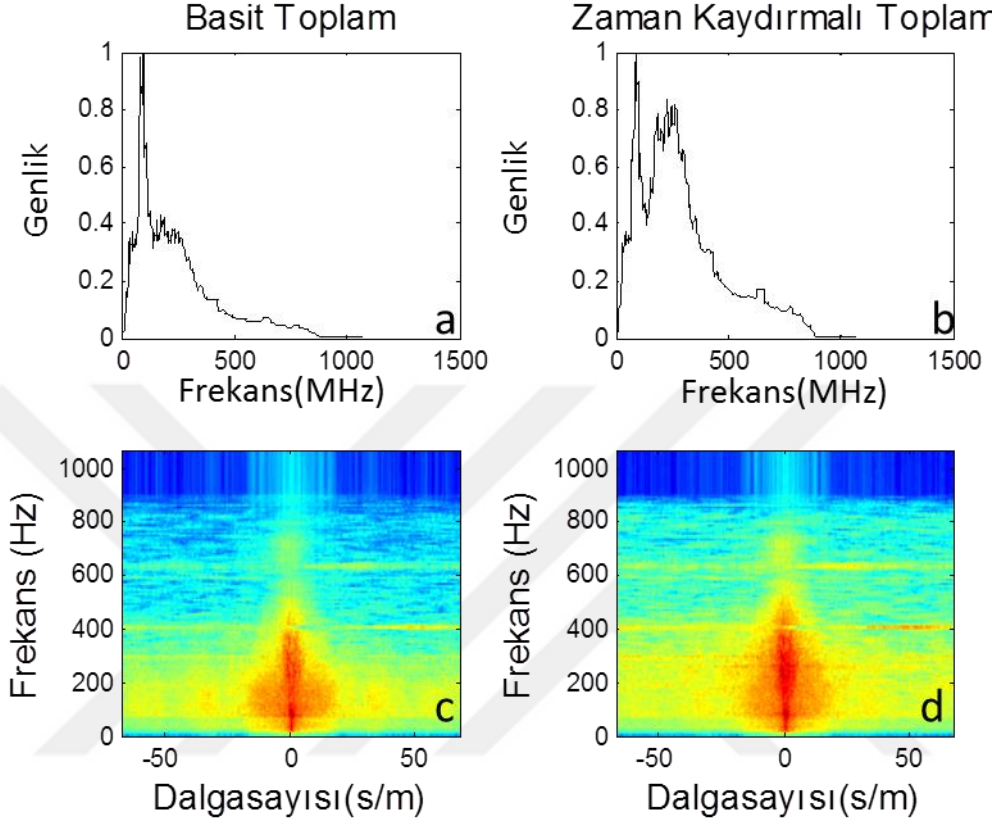 Basit Toplam
Zaman Kaydırmalı Toplam
Genlik
1
0.8
0.6
0.4
0.2
0
a
0 500 1000 1500
Frekans(MHz)
Genlik
1
0.8
0.6
0.4
0.2
0
b
0 500 1000 1500
Frekans(MHz)
Frekans (Hz)
1000
800
600
400
200
0
c
-50 0 50
Dalgasayısı(s/m)
Frekans (Hz)
1000
800
600
400
200
0
d
-50 0 50
Dalgasayısı(s/m)